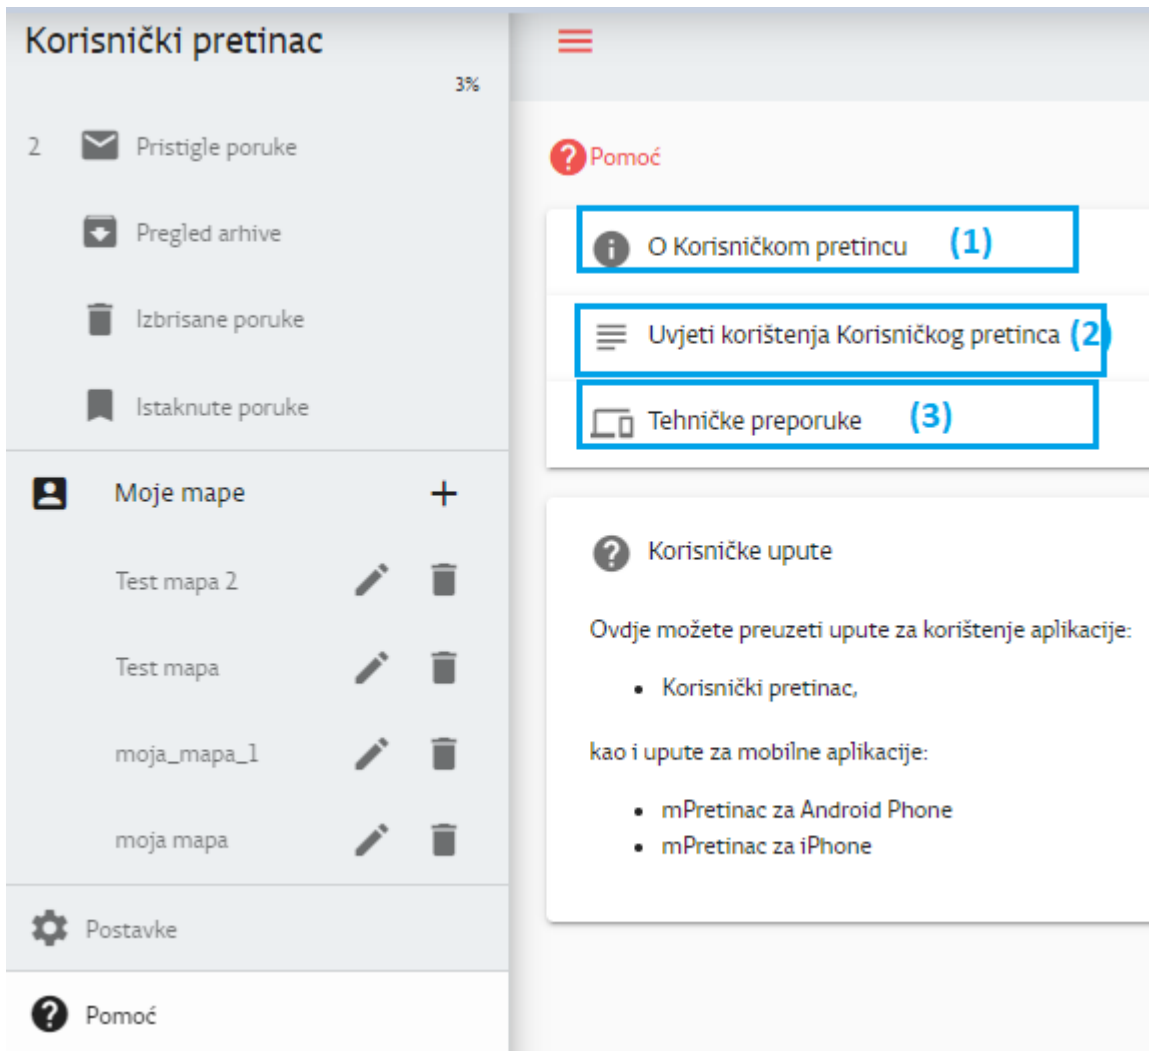 Korisnički pretinac
3%
2 Pristigle poruke
Pregled arhive
Izbrisane poruke
Istaknute poruke
Moje mape
Test mapa 2
Test mapa
moja_mapa_1
moja mapa
Postavke
Pomoć
Pomoć
O Korisničkom pretincu (1)
Uvjeti korištenja Korisničkog pretinca (2)
Tehničke preporuke (3)
Korisničke upute
Ovdje možete preuzeti upute za korištenje aplikacije:
• Korisnički pretinac,
kao i upute za mobilne aplikacije:
• mPretinac za Android Phone
• mPretinac za iPhone